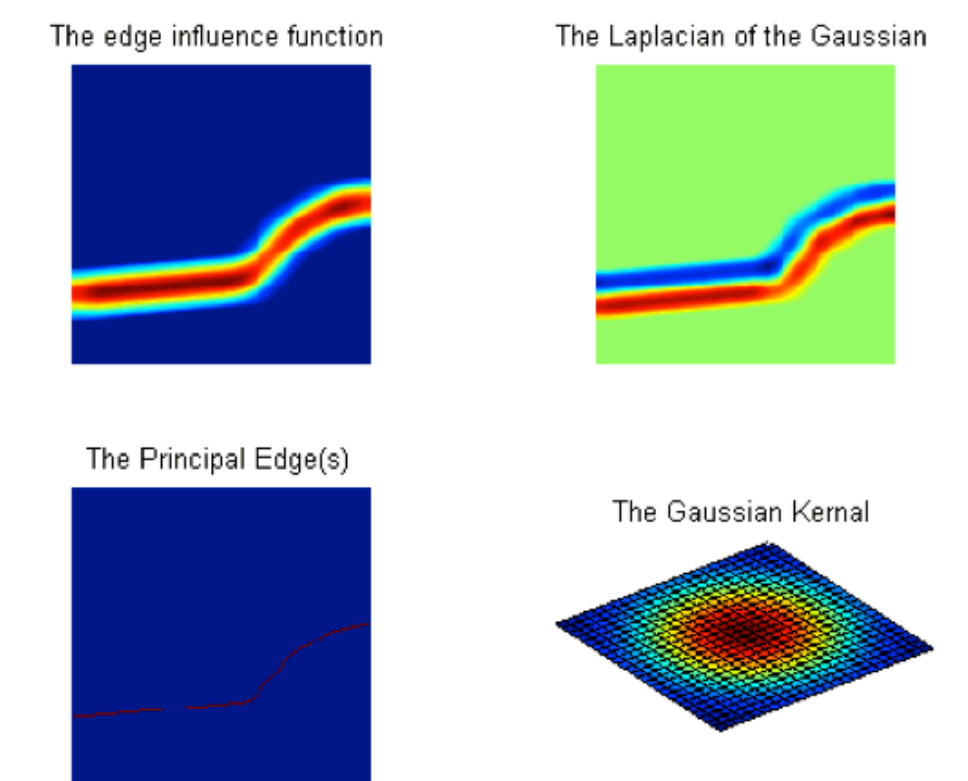 The edge influence function
The Laplacian of the Gaussian
The Principal Edge(s)
The Gaussian Kernal